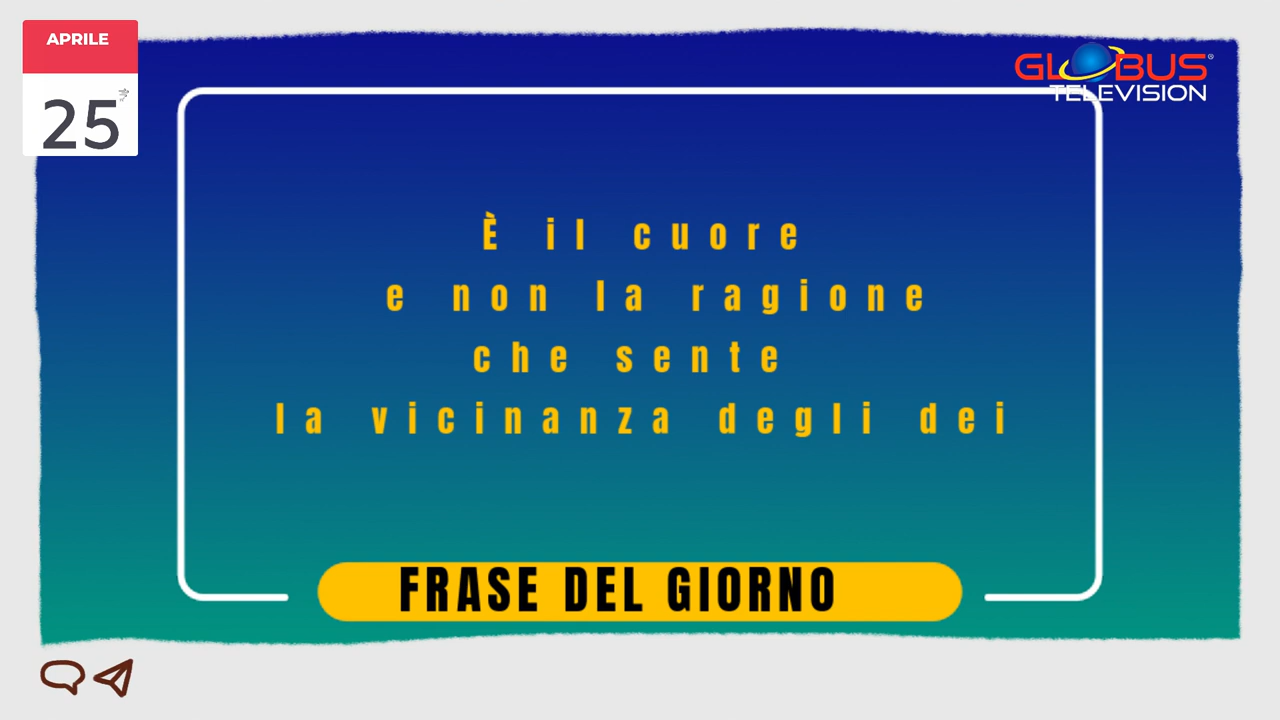 APRILE
25
GLOBUS®
TELEVISION
È il cuore
e non la ragione
che sente
la vicinanza degli dei
FRASE DEL GIORNO